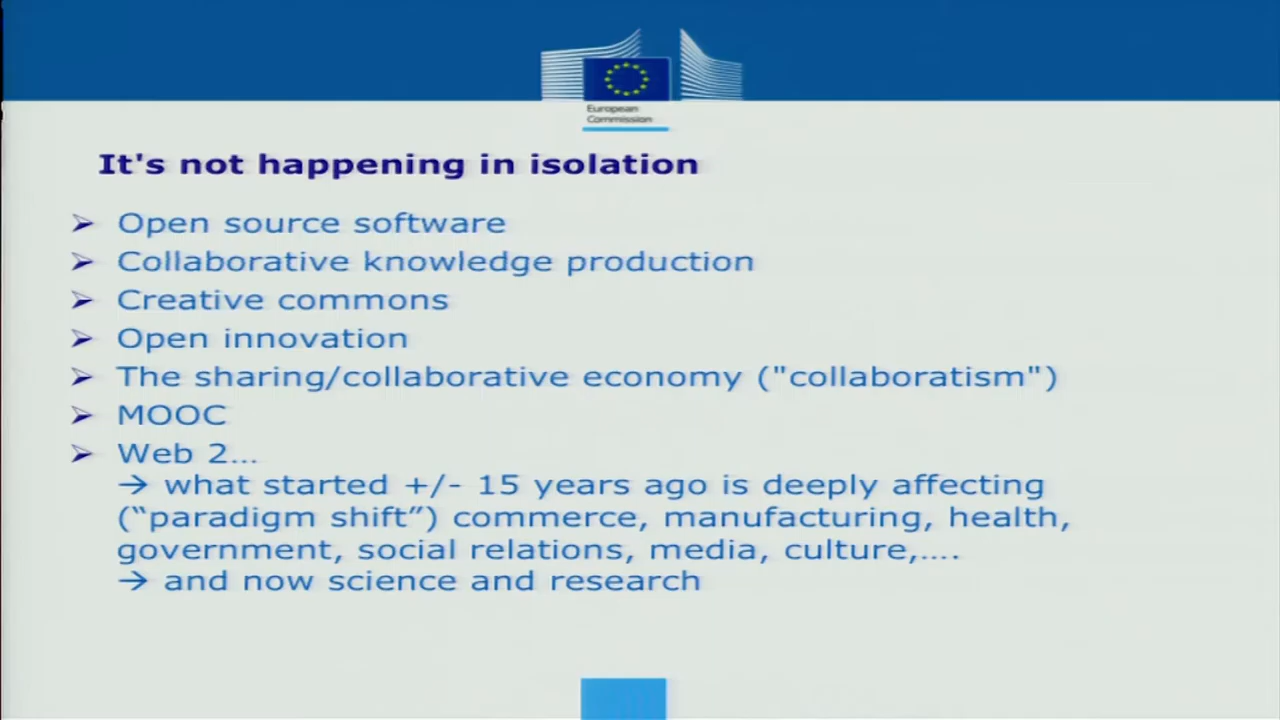 European
Commission
It's not happening in isolation
➢ Open source software
➢ Collaborative knowledge production
➢ Creative commons
➢ Open innovation
➢ The sharing/collaborative economy ("collaboratism")
➢ MOOC
➢ Web 2...
→ what started +/- 15 years ago is deeply affecting
(“paradigm shift”) commerce, manufacturing, health,
government, social relations, media, culture,....
→ and now science and research